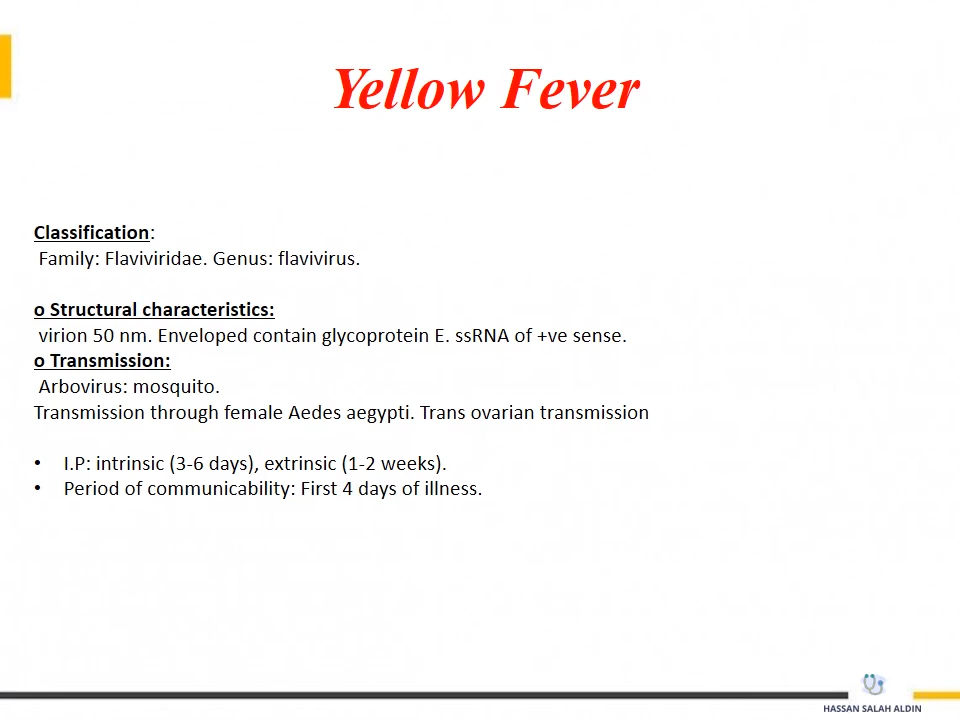 Yellow Fever
Classification:
Family: Flaviviridae. Genus: flavivirus.
o Structural characteristics:
virion 50 nm. Enveloped contain glycoprotein E. ssRNA of +ve sense.
o Transmission:
Arbovirus: mosquito.
Transmission through female Aedes aegypti. Trans ovarian transmission
• I.P: intrinsic (3-6 days), extrinsic (1-2 weeks).
• Period of communicability: First 4 days of illness.
HASSAN SALAH ALDIN